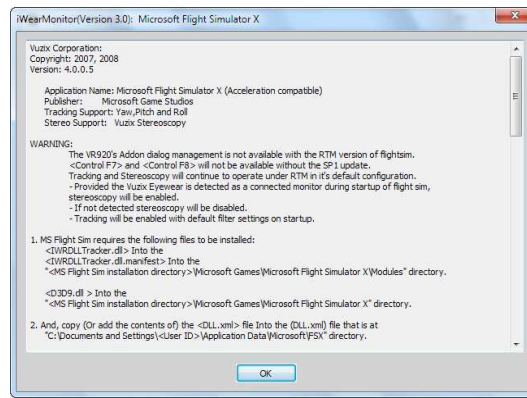 iWearMonitor(Version 3.0): Microsoft Flight Simulator X
Vuzix Corporation:
Copyright: 2007, 2008
Version: 4.0.0.5
Application Name: Microsoft Flight Simulator X (Acceleration compatible)
Publisher: Microsoft Game Studios
Tracking Support: Yaw,Pitch and Roll
Stereo Support: Vuzix Stereoscopy
WARNING:
The VR920's Addon dialog management is not available with the RTM version of flightsim.
<Control F7> and <Control F8> will not be available without the SP1 update.
Tracking and Stereoscopy will continue to operate under RTM in it's default configuration.
- Provided the Vuzix Eyewear is detected as a connected monitor during startup of flight sim,
stereoscopy will be enabled.
- If not detected stereoscopy will be disabled.
- Tracking will be enabled with default filter settings on startup.
1. MS Flight Sim requires the following files to be installed:
<IWRDLLTracker.dll> Into the
<IWRDLLTracker.dll.manifest> Into the
"<MS Flight Sim installation directory>\Microsoft Games\Microsoft Flight Simulator X\Modules" directory.
<D3D9.dll > Into the
"<MS Flight Sim installation directory>\Microsoft Games\Microsoft Flight Simulator X" directory.
2. And, copy (Or add the contents of) the <DLL.xml> file Into the (DLL.xml) file that is at
"C:\Documents and Settings\<User ID>\Application Data\Microsoft\FSX" directory.
OK